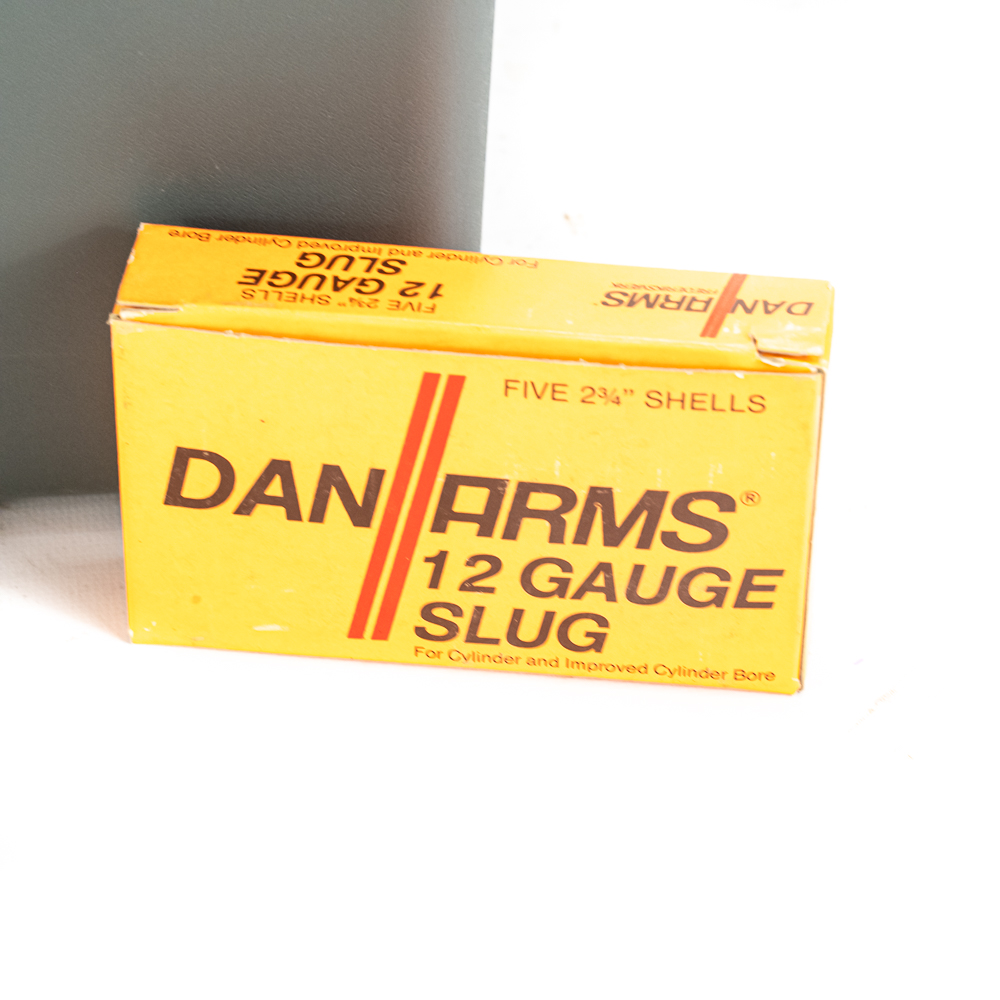 For Cylinder and Improved Cylinder Bore
12 GAUGE
SLUG
FIVE 2¾" SHELLS
DAN ARMS
FREDERIKSVÆRK
FIVE 2¾” SHELLS
DAN ARMS®
12 GAUGE
SLUG
For Cylinder and Improved Cylinder Bore